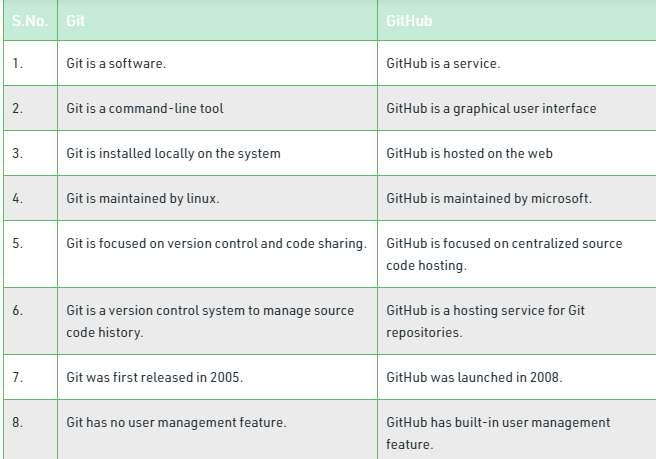 S.No. Git GitHub
1. Git is a software. GitHub is a service.
2. Git is a command-line tool GitHub is a graphical user interface
3. Git is installed locally on the system GitHub is hosted on the web
4. Git is maintained by linux. GitHub is maintained by microsoft.
5. Git is focused on version control and code sharing. GitHub is focused on centralized source
code hosting.
6. Git is a version control system to manage source GitHub is a hosting service for Git
code history. repositories.
7. Git was first released in 2005. GitHub was launched in 2008.
8. Git has no user management feature. GitHub has built-in user management
feature.